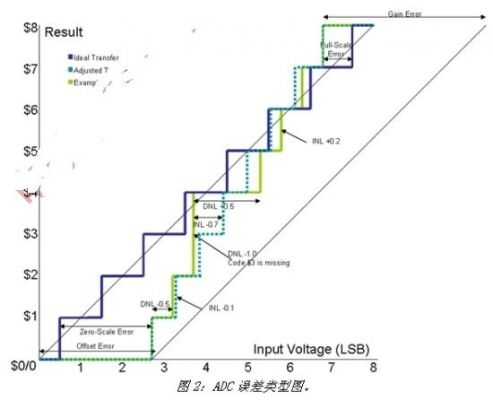 $8
Result
Gain Error
Ideal Transfer
Full-Scale
Error
Adjusted T
$7
Examp
$6
INL +0.2
$5
DNL +0.5
INL -0.7
$3
DNL -1.0
Code $3 is missing
$2
DNL -0.5
INL -0.1
$1
Zero-Scale Error
Offset Error
Input Voltage (LSB)
$0/0 1 2 3 4 5 6 7 8
图 2: ADC 误差类型图。